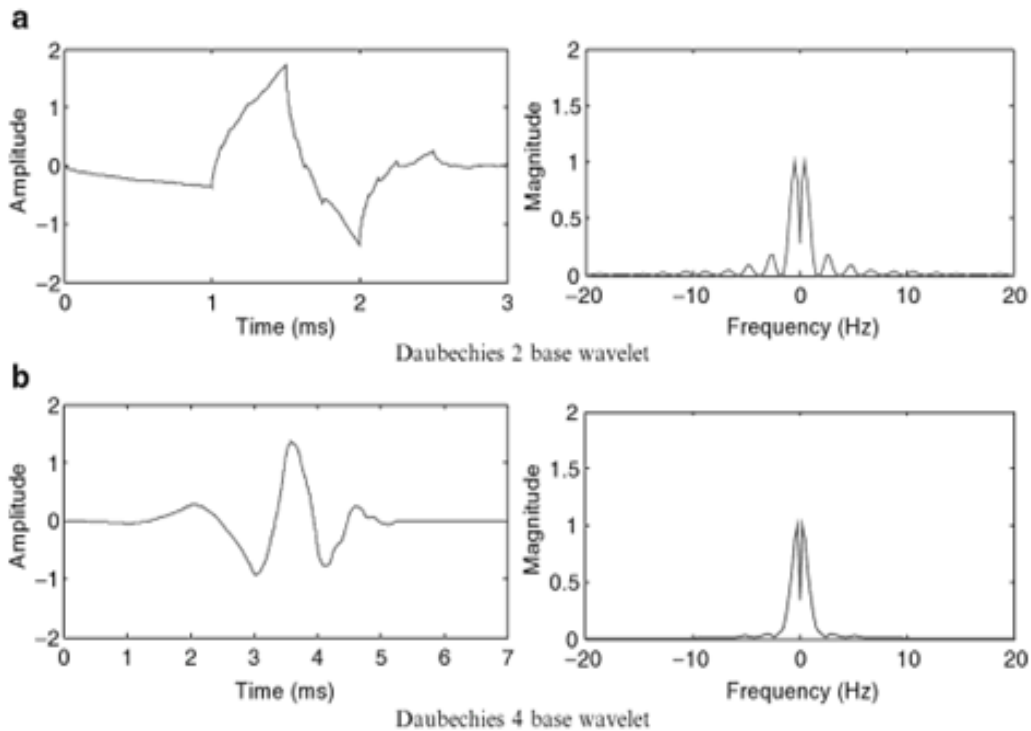 a
2
1
0
−1
−2
Amplitude
0 1 2 3
Time (ms)
2
1.5
1
0.5
0
Magnitude
−20 −10 0 10 20
Frequency (Hz)
Daubechies 2 base wavelet
b
2
1
0
−1
−2
Amplitude
0 1 2 3 4 5 6 7
Time (ms)
2
1.5
1
0.5
0
Magnitude
−20 −10 0 10 20
Frequency (Hz)
Daubechies 4 base wavelet